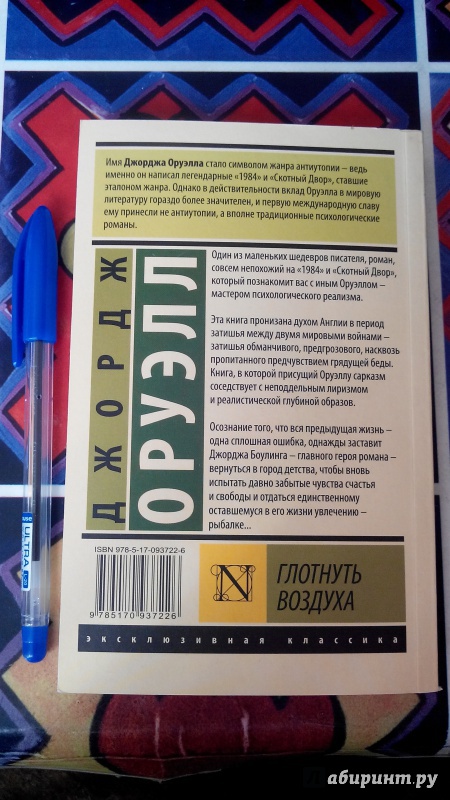 Имя Джорджа Оруэлла стало символом жанра антиутопии – ведь
именно он написал легендарные «1984» и «Скотный Двор», ставшие
эталоном жанра. Однако в действительности вклад Оруэлла в мировую
литературу гораздо более значителен, и первую международную славу
ему принесли не антиутопии, а вполне традиционные психологические
романы.
ДЖОРДЖ
ОРУЭЛЛ
Один из маленьких шедевров писателя, роман,
совсем непохожий на «1984» и «Скотный Двор»,
который познакомит вас с иным Оруэллом –
мастером психологического реализма.
Эта книга пронизана духом Англии в период
затишья между двумя мировыми войнами –
затишья обманчивого, предгрозового, насквозь
пропитанного предчувствием грядущей беды.
Книга, в которой присущий Оруэллу сарказм
соседствует с неподдельным лиризмом
и реалистической глубиной образов.
Осознание того, что вся предыдущая жизнь –
одна сплошная ошибка, однажды заставит
Джорджа Боулинга – главного героя романа –
вернуться в город детства, чтобы вновь
испытать давно забытые чувства счастья
и свободы и отдаться единственному
оставшемуся в его жизни увлечению –
рыбалке...
ISBN 978-5-17-093722-6
9 785170 937226
N
ГЛОТНУТЬ
ВОЗДУХА
эксклюзивная классика
ULTRA
Лабиринт.ру